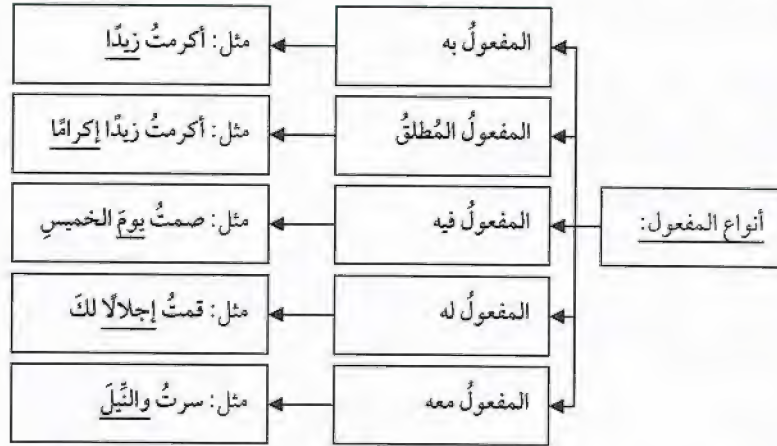 أنواع المفعول:
المفعولُ به
مثل: أكرمتُ زيدًا
المفعولُ المُطلقُ
مثل: أكرمتُ زيدًا إكرامًا
المفعولُ فيه
مثل: صمتُ يومَ الخميسِ
المفعولُ له
مثل: قمتُ إجلالًا لكَ
المفعولُ معه
مثل: سرتُ والنِّيلَ